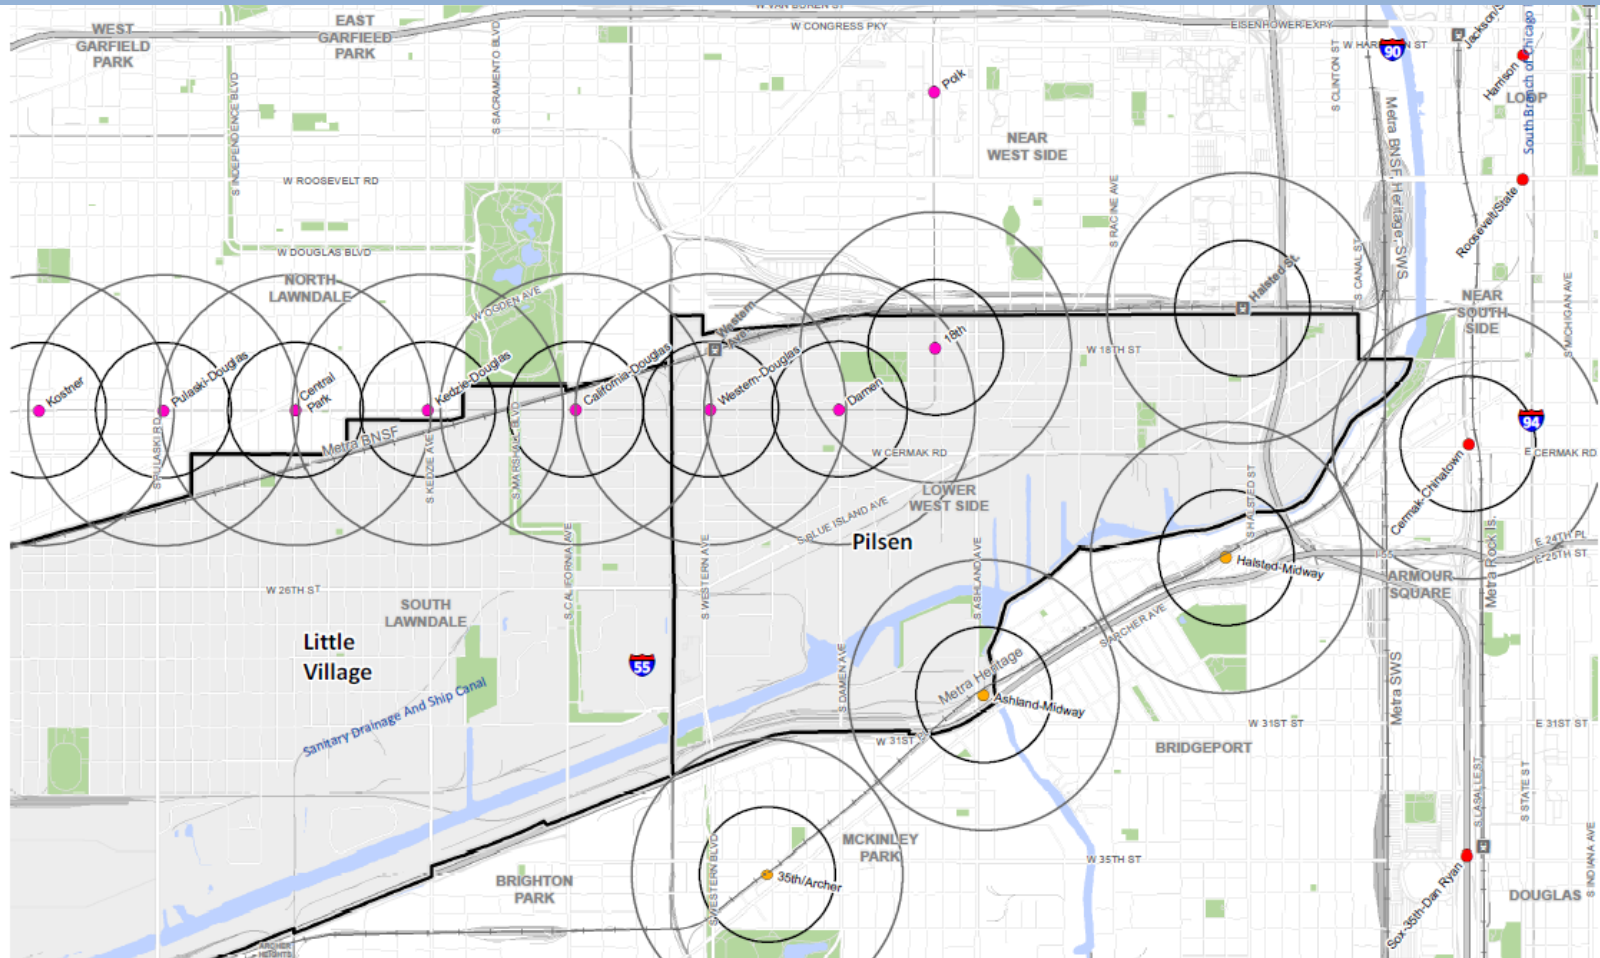 W VAN BUREN ST
W CONGRESS PKY
EISENHOWER EXPY
WEST
GARFIELD
PARK
EAST
GARFIELD
PARK
S SACRAMENTO BLVD
S INDEPENDENCE BLVD
S CLINTON ST
90
Harrison
LOOP
South Branch of Chicago
Polk
NEAR
WEST SIDE
Metra BNSF, Heritage, SWS
W ROOSEVELT RD
S RACINE AVE
Roosevelt/State
W DOUGLAS BLVD
NORTH
LAWNDALE
W OGDEN AVE
Western
Ave
Halsted St.
S CANAL ST
NEAR
SOUTH
SIDE
S MICHIGAN AVE
18th
W 18TH ST
Kostner
Pulaski-Douglas
Central
Park
Kedzie-Douglas
California-Douglas
Western-Douglas
Damen
94
Metra BNSF
S PULASKI RD
S KEDZIE AVE
S MARSHALL BLVD
W CERMAK RD
E CERMAK RD
Cermak-Chinatown
LOWER
WEST SIDE
S BLUE ISLAND AVE
Pilsen
S HALSTED ST
S CALIFORNIA AVE
S WESTERN AVE
S ASHLAND AVE
I 55
E 24TH PL
E 25TH ST
Halsted-Midway
ARMOUR
SQUARE
Metra Rock Is.
W 26TH ST
SOUTH
LAWNDALE
Little
Village
55
S ARCHER AVE
S DAMEN AVE
Metra Heritage
Ashland-Midway
Metra SWS
Sanitary Drainage And Ship Canal
W 31ST
W 31ST ST
E 31ST ST
BRIDGEPORT
S LASALLE ST
S STATE ST
S INDIANA AVE
MCKINLEY
PARK
W 35TH ST
S WESTERN BLVD
35th/Archer
BRIGHTON
PARK
Sox-35th-Dan Ryan
DOUGLAS
ARCHER
HEIGHTS